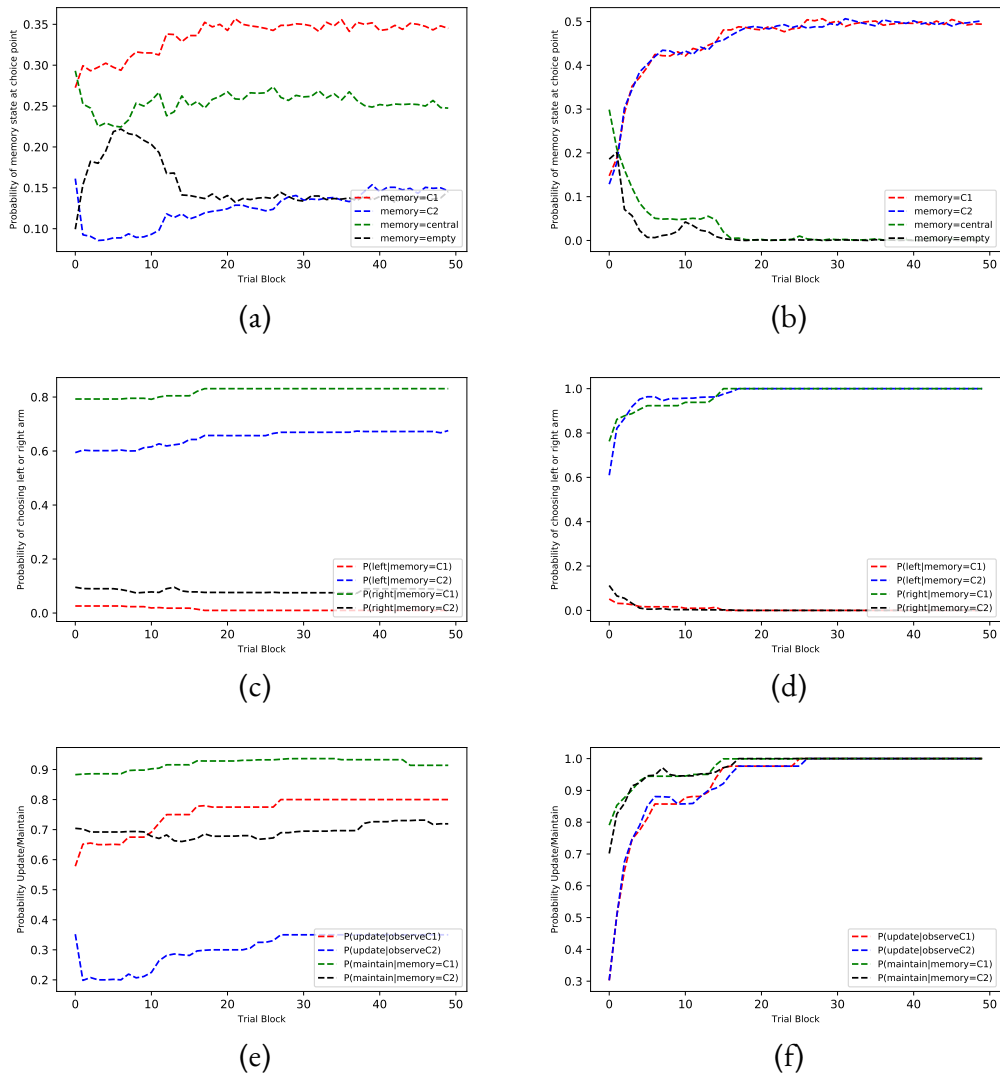 Probability of memory state at choice point
0.35
0.30
0.25
0.20
0.15
0.10
memory=C1
memory=C2
memory=central
memory=empty
0 10 20 30 40 50
Trial Block
(a)
Probability of memory state at choice point
0.5
0.4
0.3
0.2
0.1
0.0
memory=C1
memory=C2
memory=central
memory=empty
0 10 20 30 40 50
Trial Block
(b)
Probability of choosing left or right arm
0.8
0.6
0.4
0.2
0.0
P(left|memory=C1)
P(left|memory=C2)
P(right|memory=C1)
P(right|memory=C2)
0 10 20 30 40 50
Trial Block
(c)
Probability of choosing left or right arm
1.0
0.8
0.6
0.4
0.2
0.0
P(left|memory=C1)
P(left|memory=C2)
P(right|memory=C1)
P(right|memory=C2)
0 10 20 30 40 50
Trial Block
(d)
Probability Update/Maintain
0.9
0.8
0.7
0.6
0.5
0.4
0.3
0.2
P(update|observeC1)
P(update|observeC2)
P(maintain|memory=C1)
P(maintain|memory=C2)
0 10 20 30 40 50
Trial Block
(e)
Probability Update/Maintain
1.0
0.9
0.8
0.7
0.6
0.5
0.4
0.3
P(update|observeC1)
P(update|observeC2)
P(maintain|memory=C1)
P(maintain|memory=C2)
0 10 20 30 40 50
Trial Block
(f)